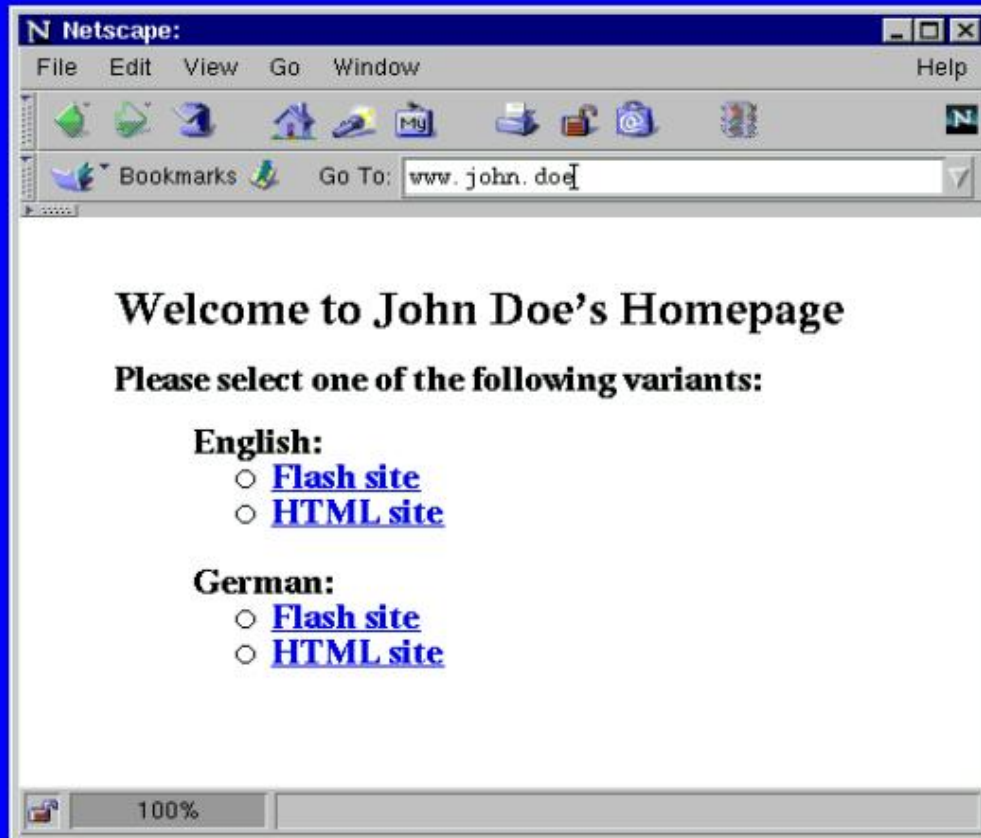 N Netscape:
File Edit View Go Window Help
My
N
Bookmarks Go To: www.john.doe
Welcome to John Doe's Homepage
Please select one of the following variants:
English:
Flash site
HTML site
German:
Flash site
HTML site
100%